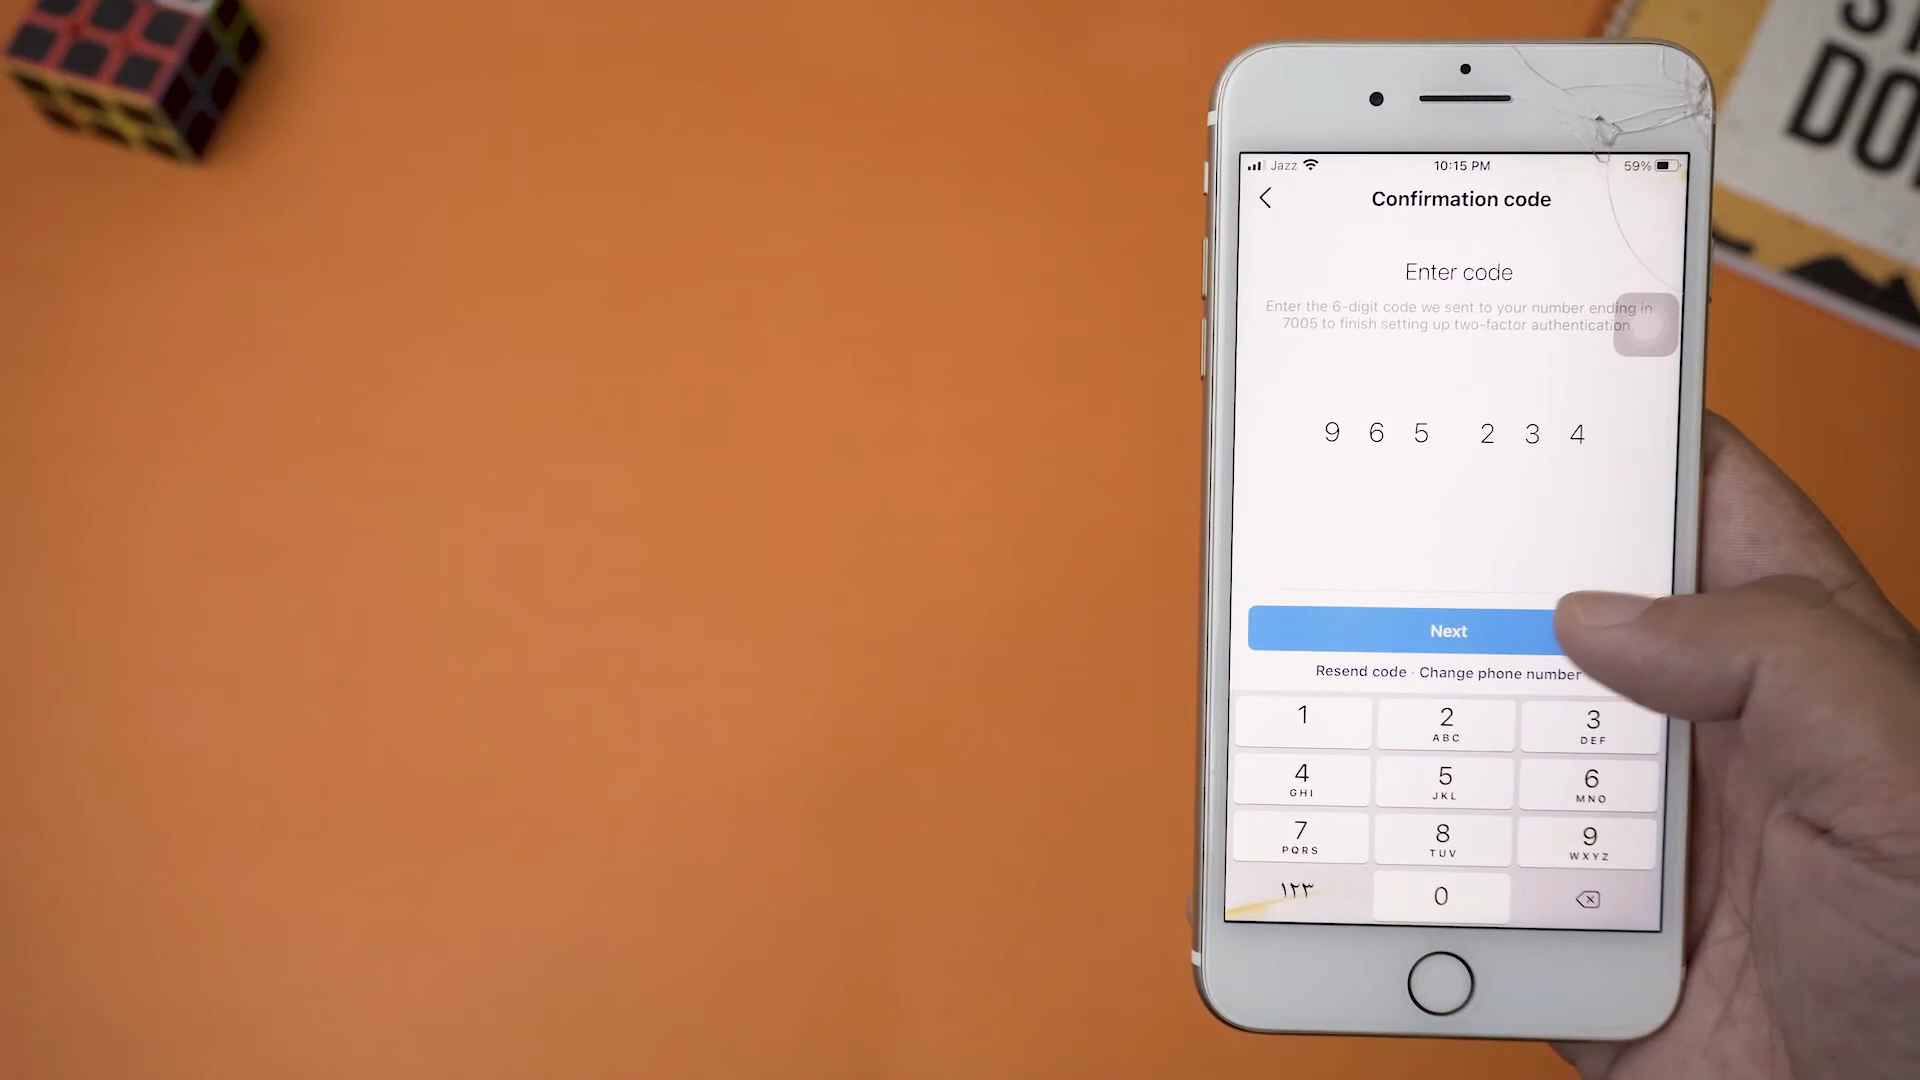 Jazz 10:15 PM 59%
Confirmation code
Enter code
Enter the 6-digit code we sent to your number ending in
7005 to finish setting up two-factor authentication.
9 6 5 2 3 4
Next
Resend code · Change phone number
1 2 3
ABC DEF
4 5 6
GHI JKL MNO
7 8 9
PQRS TUV WXYZ
١٢٣ 0